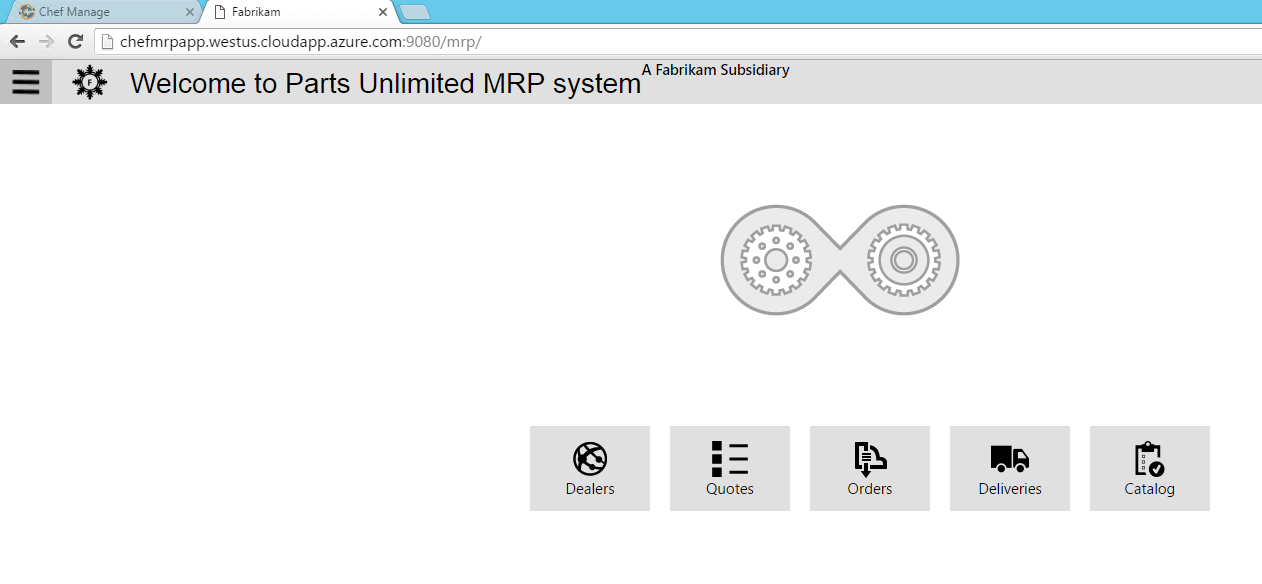 Chef Manage
Fabrikam
chefmrpapp.westus.cloudapp.azure.com:9080/mrp/
F
Welcome to Parts Unlimited MRP system
A Fabrikam Subsidiary
Dealers
Quotes
Orders
Deliveries
Catalog